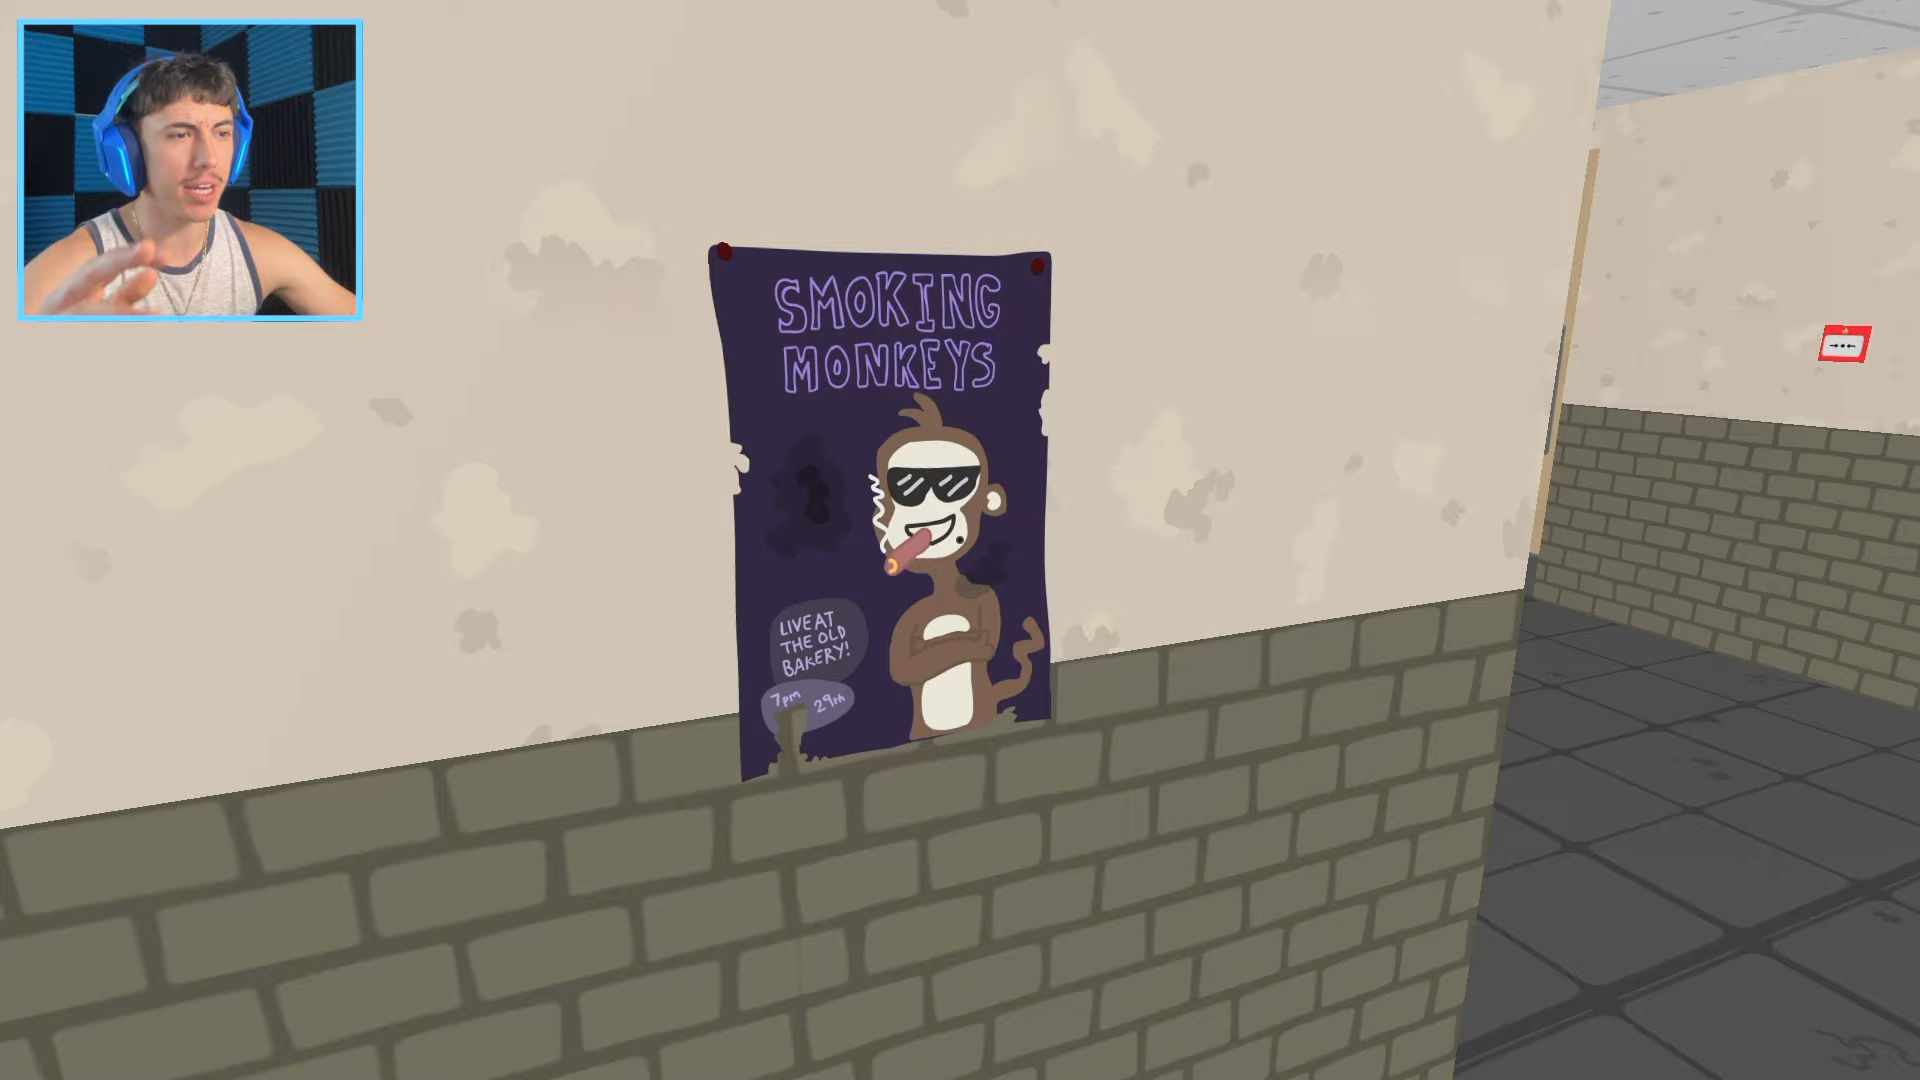 SMOKING
MONKEYS
LIVE AT
THE OLD
BAKERY!
7pm 29th